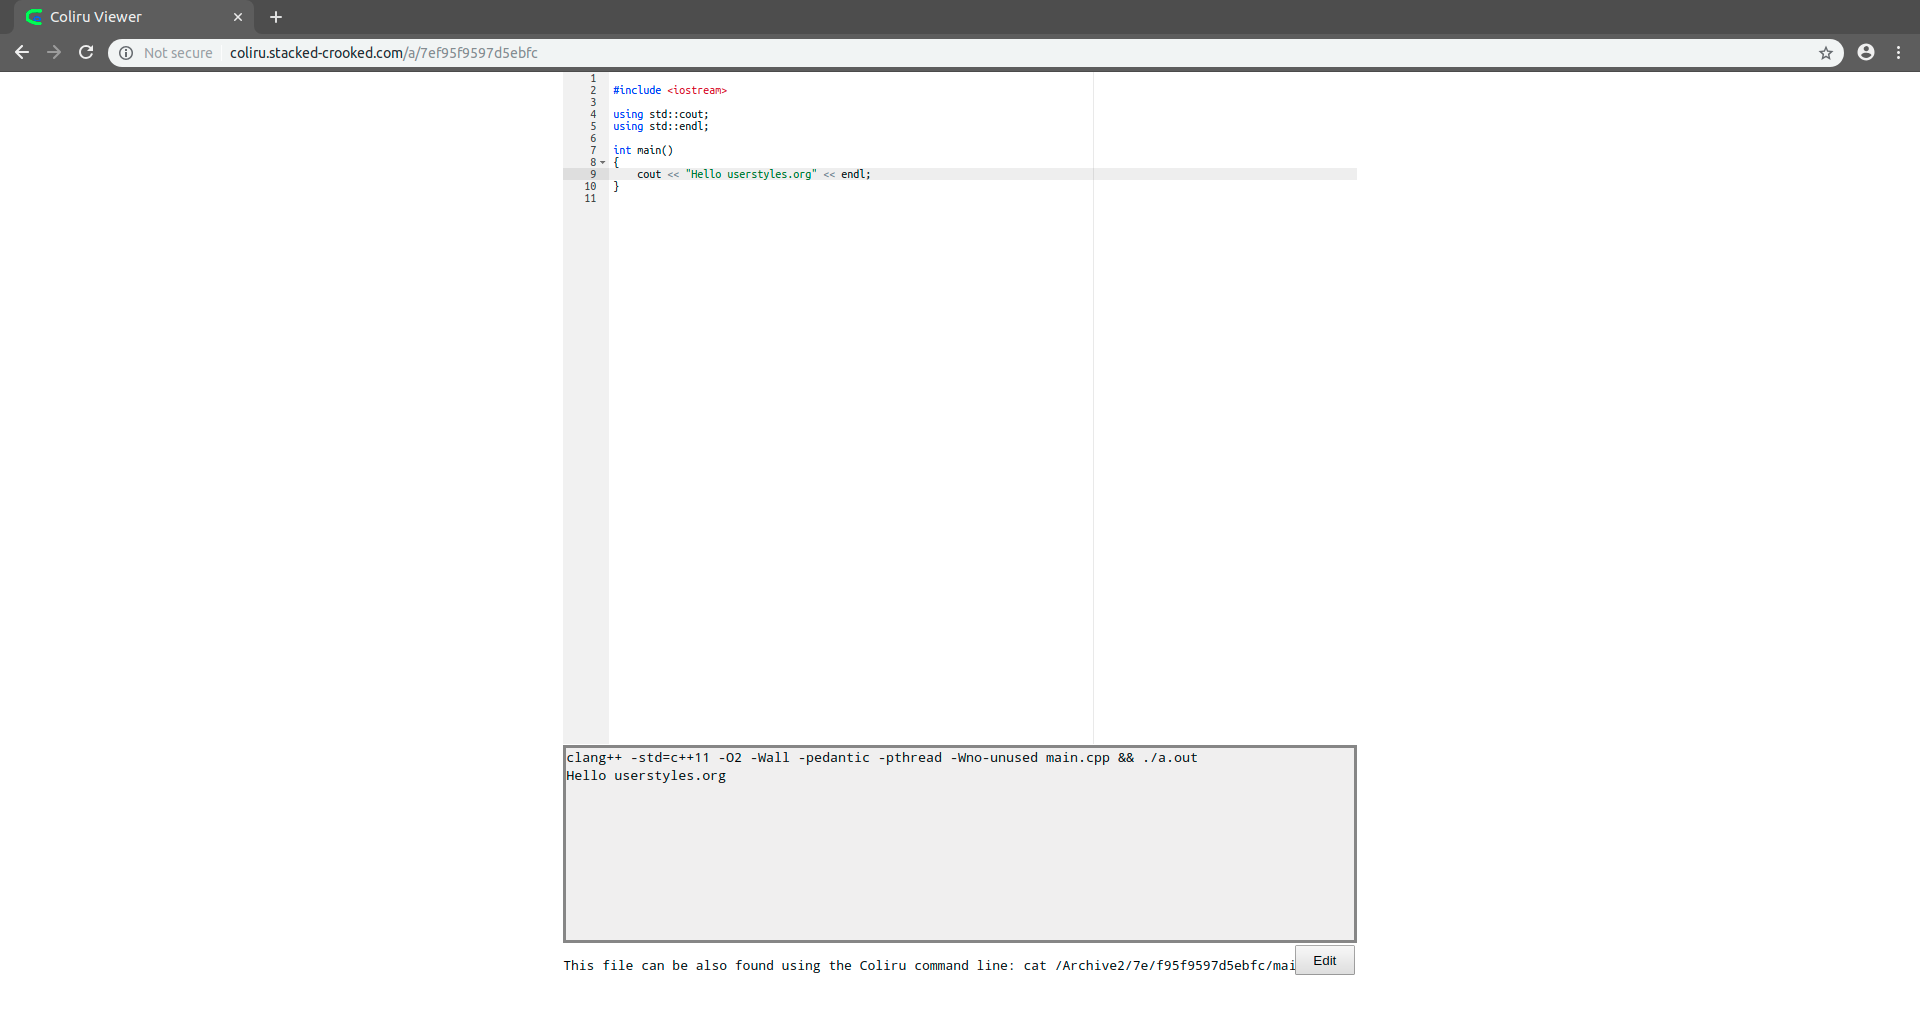 Coliru Viewer
Not secure coliru.stacked-crooked.com/a/7ef95f9597d5ebfc
1
2 #include <iostream>
3
4 using std::cout;
5 using std::endl;
6
7 int main()
8 {
9 cout << "Hello userstyles.org" << endl;
10 }
11
clang++ -std=c++11 -O2 -Wall -pedantic -pthread -Wno-unused main.cpp && ./a.out
Hello userstyles.org
This file can be also found using the Coliru command line: cat /Archive2/7e/f95f9597d5ebfc/mai
Edit